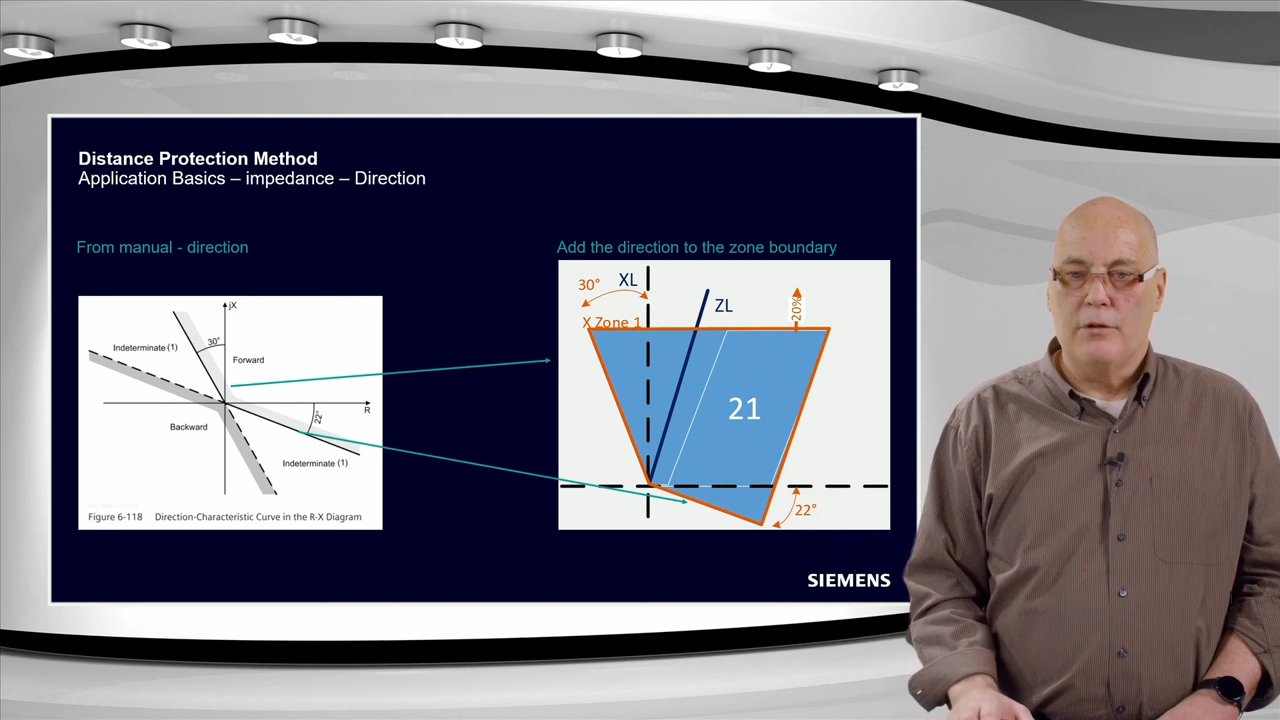 Distance Protection Method
Application Basics – impedance – Direction
From manual - direction
Add the direction to the zone boundary
jX
30°
Indeterminate (1)
Forward
R
22°
Backward
Indeterminate (1)
Figure 6-118 Direction-Characteristic Curve in the R-X Diagram
30°
XL
ZL
20%
X Zone 1
21
22°
SIEMENS